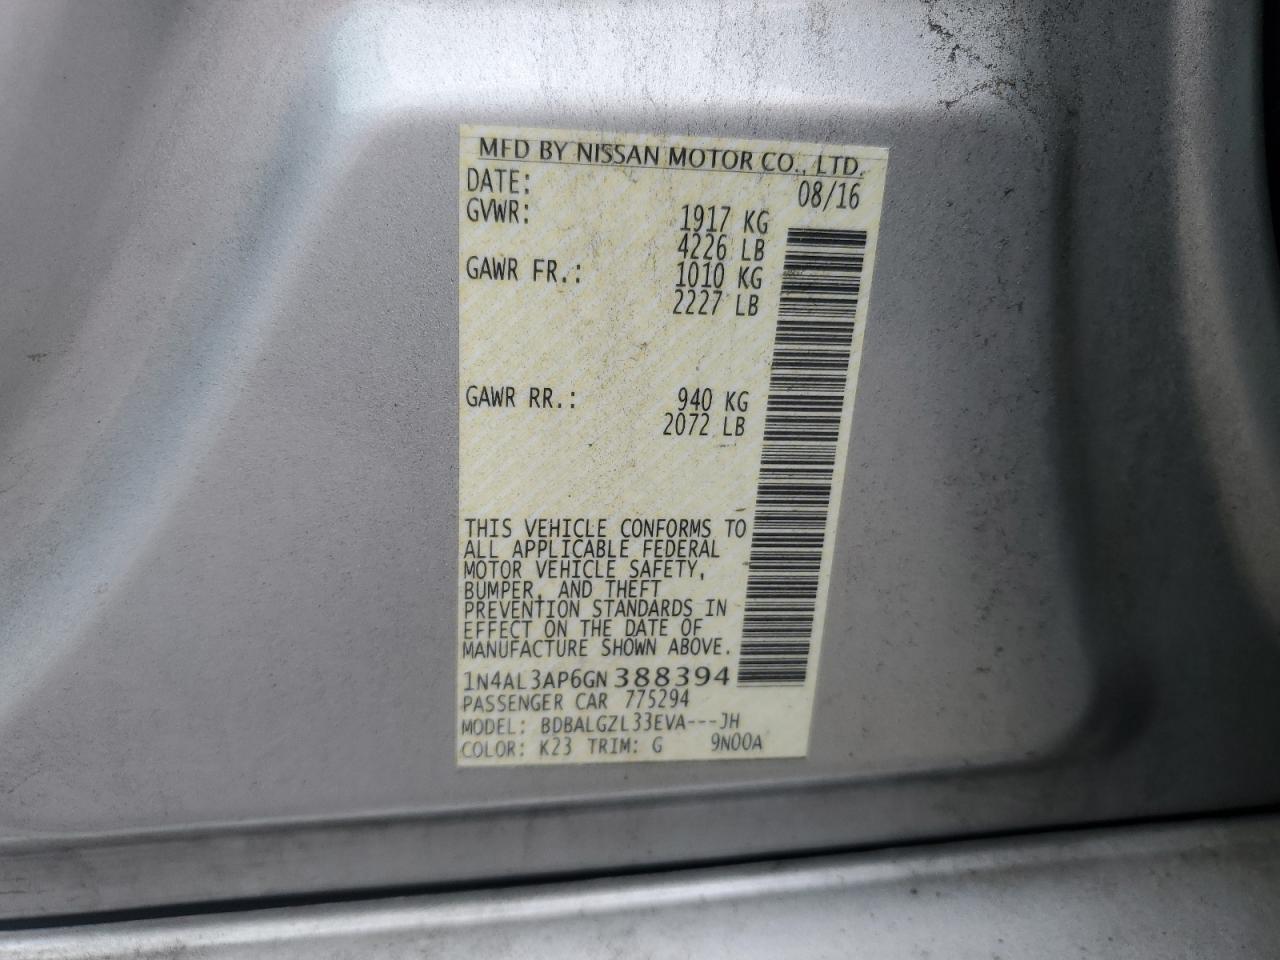 MFD BY NISSAN MOTOR CO., LTD.
DATE: 08/16
GVWR: 1917 KG
4226 LB
GAWR FR.: 1010 KG
2227 LB
GAWR RR.: 940 KG
2072 LB
THIS VEHICLE CONFORMS TO
ALL APPLICABLE FEDERAL
MOTOR VEHICLE SAFETY,
BUMPER, AND THEFT
PREVENTION STANDARDS IN
EFFECT ON THE DATE OF
MANUFACTURE SHOWN ABOVE.
1N4AL3AP6GN388394
PASSENGER CAR 775294
MODEL: BDBALGZL33EVA---JH
COLOR: K23 TRIM: G 9N00A